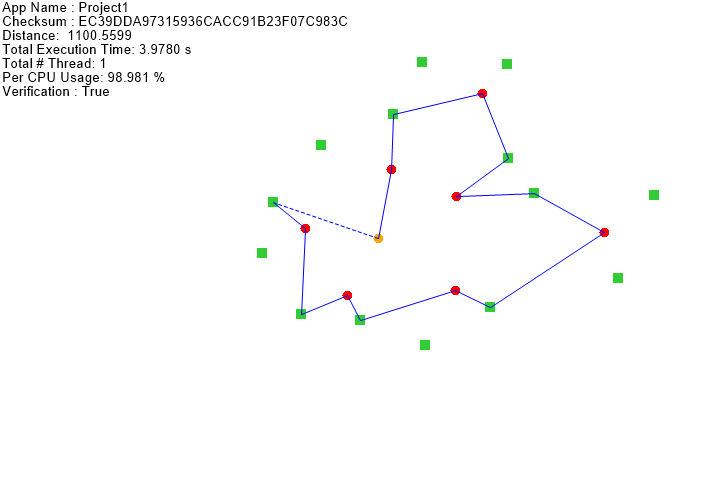 App Name : Project1
Checksum : EC39DDA97315936CACC91B23F07C983C
Distance:  1100.5599
Total Execution Time: 3.9780 s
Total # Thread: 1
Per CPU Usage: 98.981 %
Verification : True